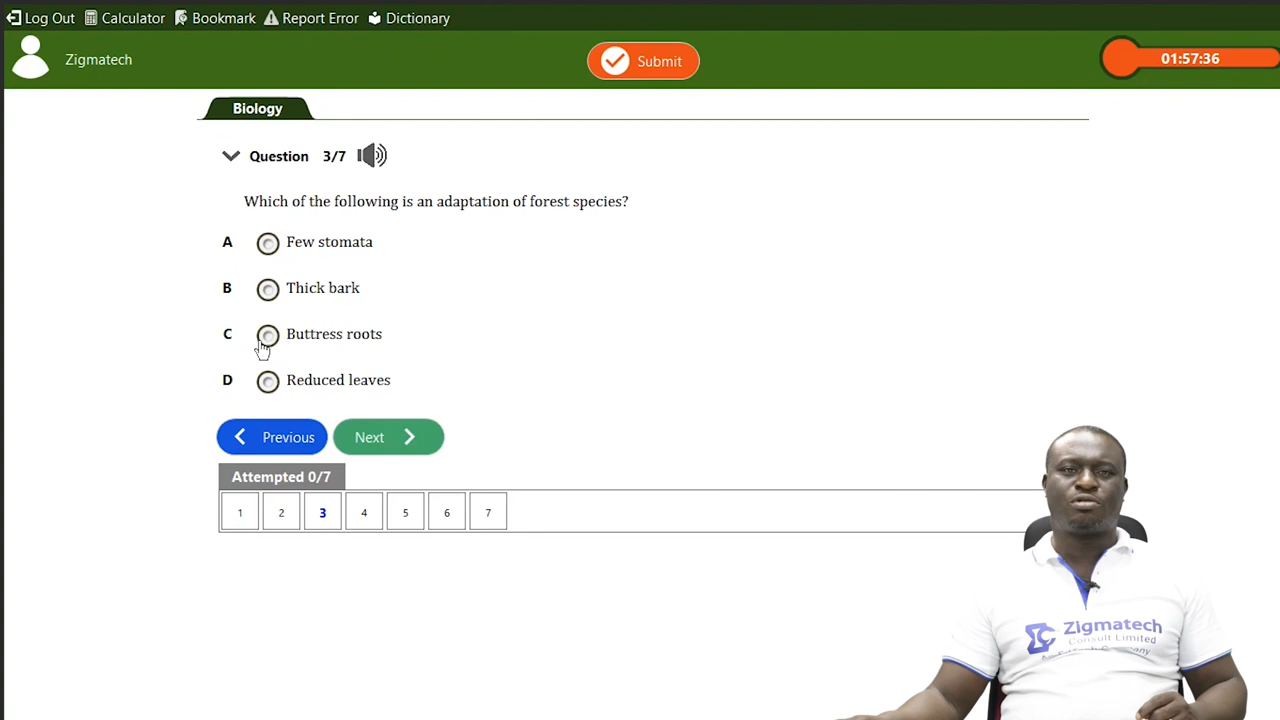 Log Out Calculator Bookmark Report Error Dictionary
Zigmatech
Submit
01:57:36
Biology
Question 3/7
Which of the following is an adaptation of forest species?
A Few stomata
B Thick bark
C Buttress roots
D Reduced leaves
Previous Next
Attempted 0/7
1 2 3 4 5 6 7
Zigmatech
Consult Limited
Company